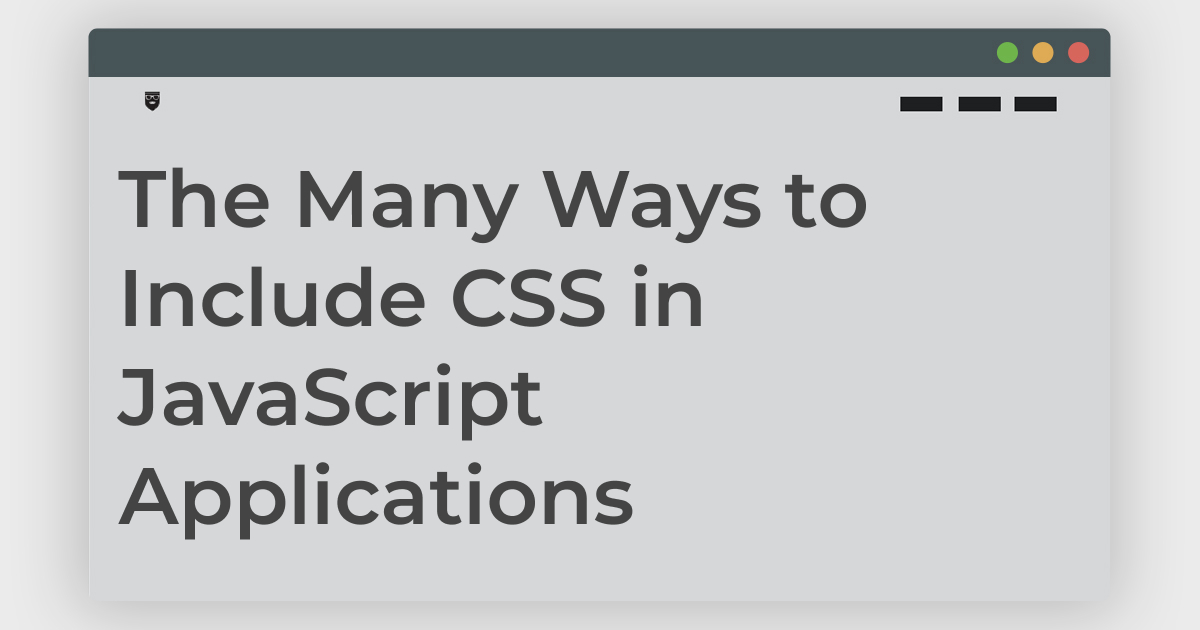 The Many Ways to
Include CSS in
JavaScript
Applications